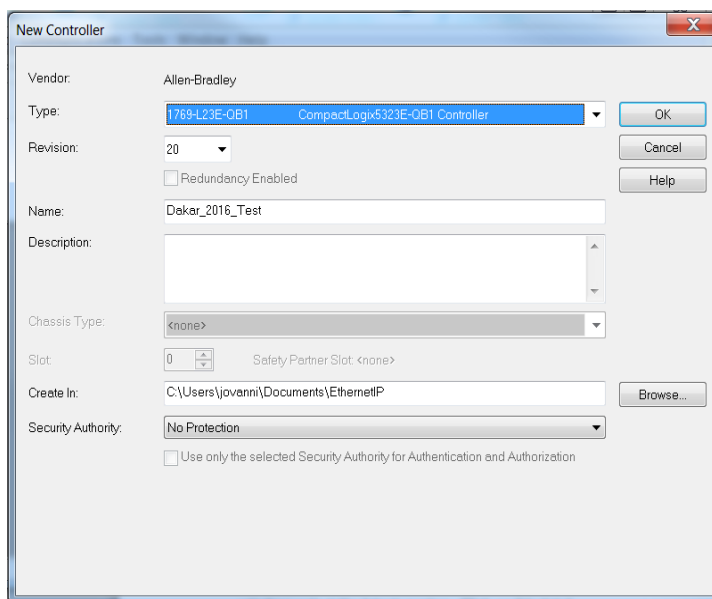 New Controller
Vendor: Allen-Bradley
Type: 1769-L23E-QB1 CompactLogix5323E-QB1 Controller OK
Revision: 20 Cancel
Redundancy Enabled Help
Name: Dakar_2016_Test
Description:
Chassis Type: <none>
Slot: 0 Safety Partner Slot: <none>
Create In: C:\Users\jovanni\Documents\EthernetIP Browse...
Security Authority: No Protection
Use only the selected Security Authority for Authentication and Authorization